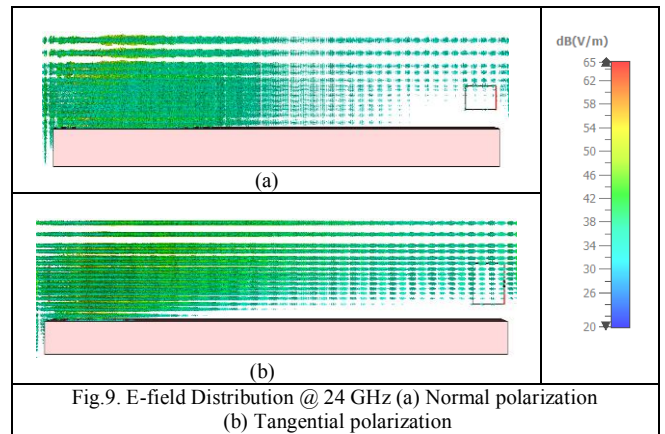 dB(V/m)
65
62
58
54
50
46
42
38
34
30
26
20
(a)
(b)
Fig.9. E-field Distribution @ 24 GHz (a) Normal polarization
(b) Tangential polarization